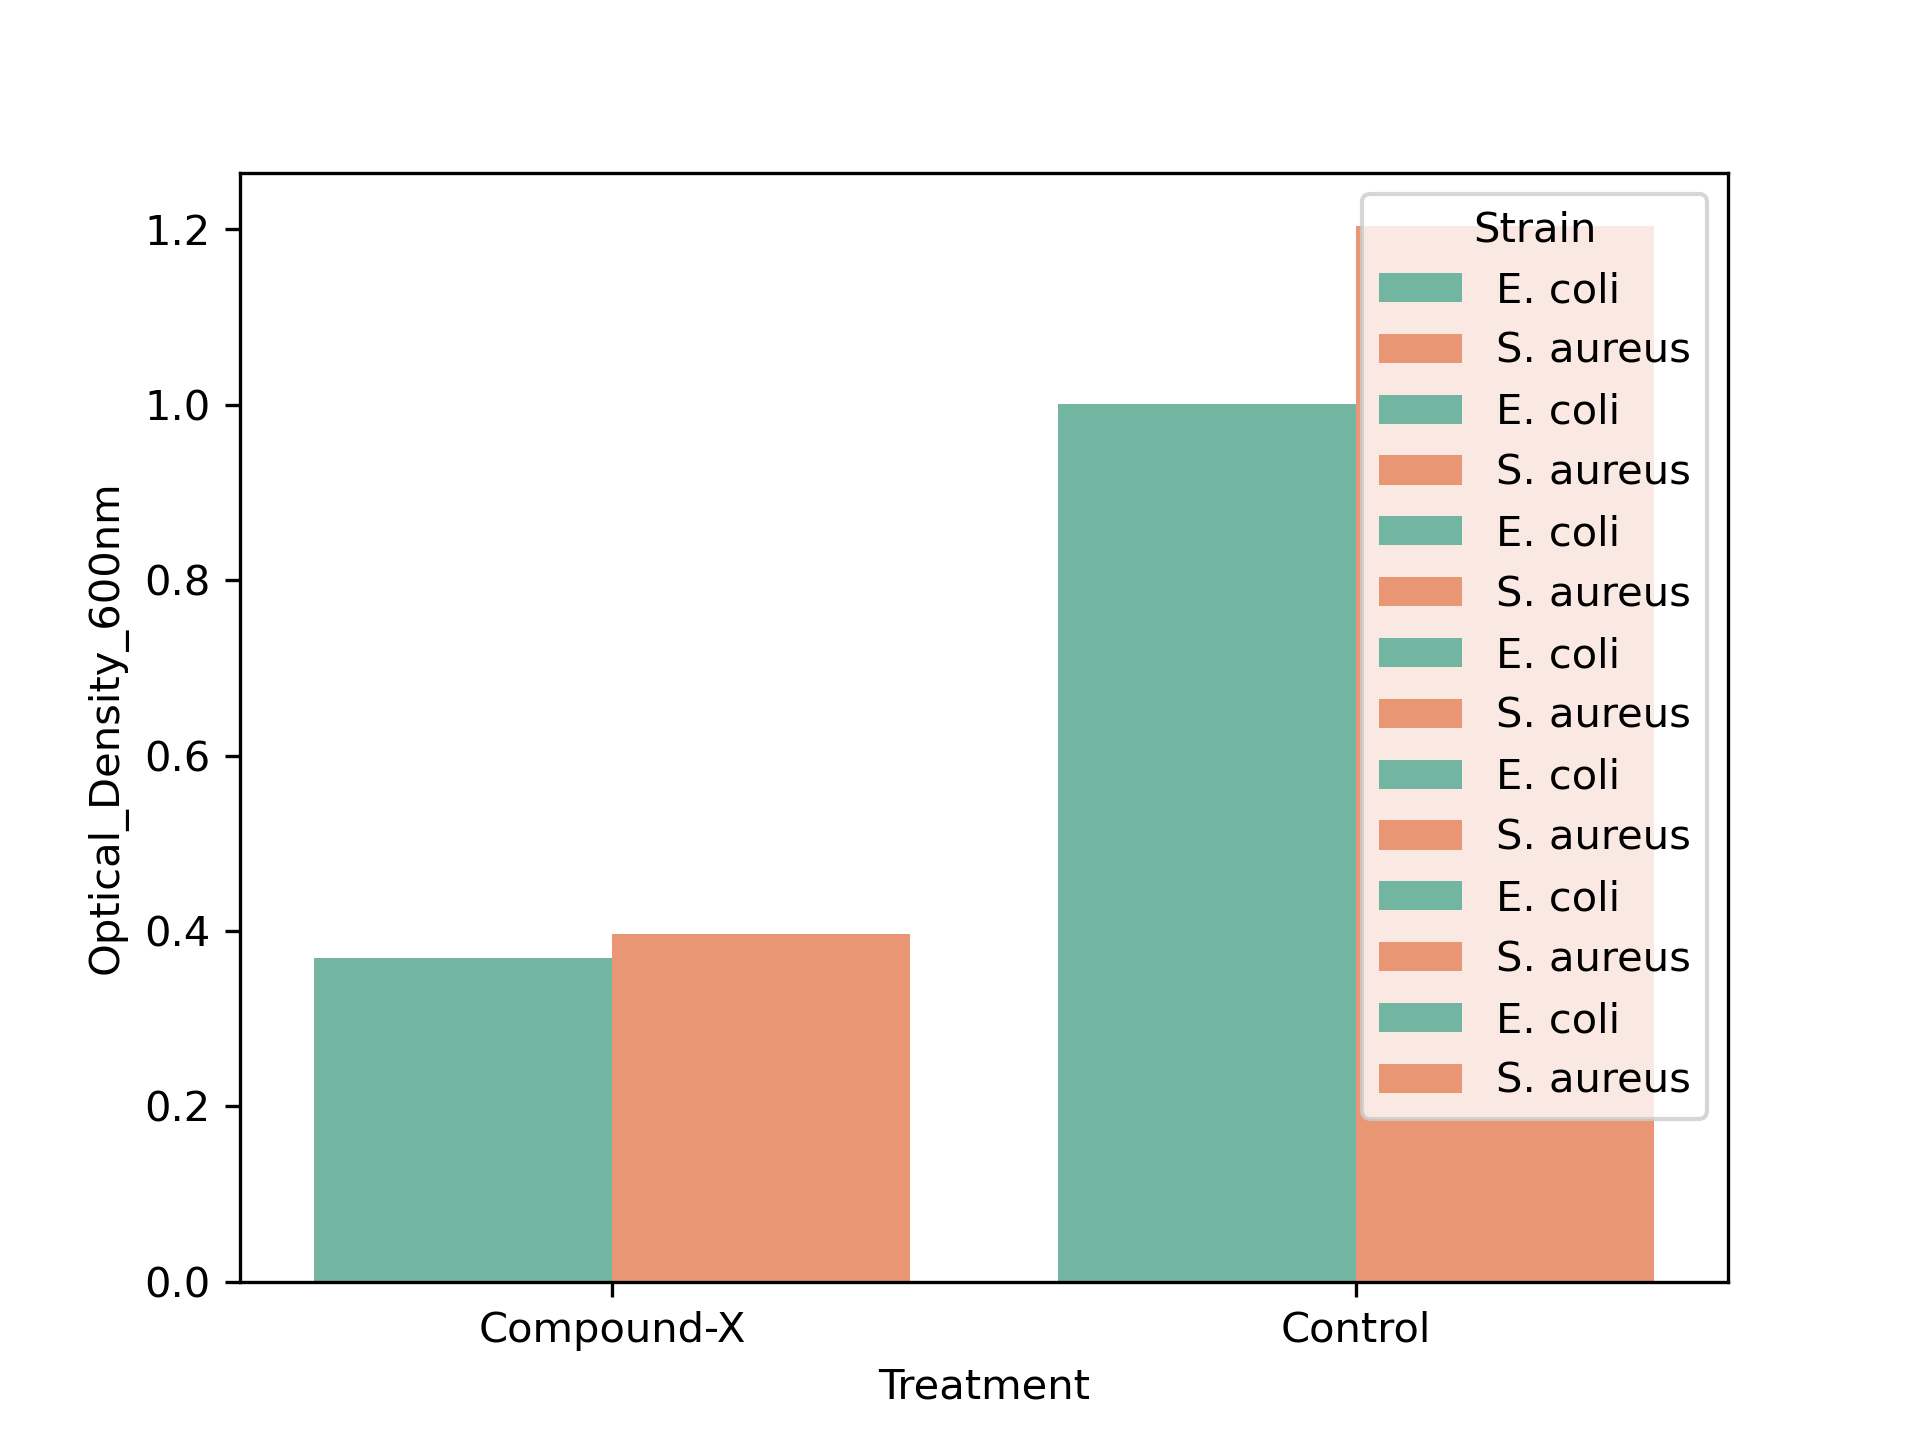 Optical_Density_600nm
1.2
1.0
0.8
0.6
0.4
0.2
0.0
Strain
E. coli
S. aureus
E. coli
S. aureus
E. coli
S. aureus
E. coli
S. aureus
E. coli
S. aureus
E. coli
S. aureus
E. coli
S. aureus
Compound-X
Control
Treatment